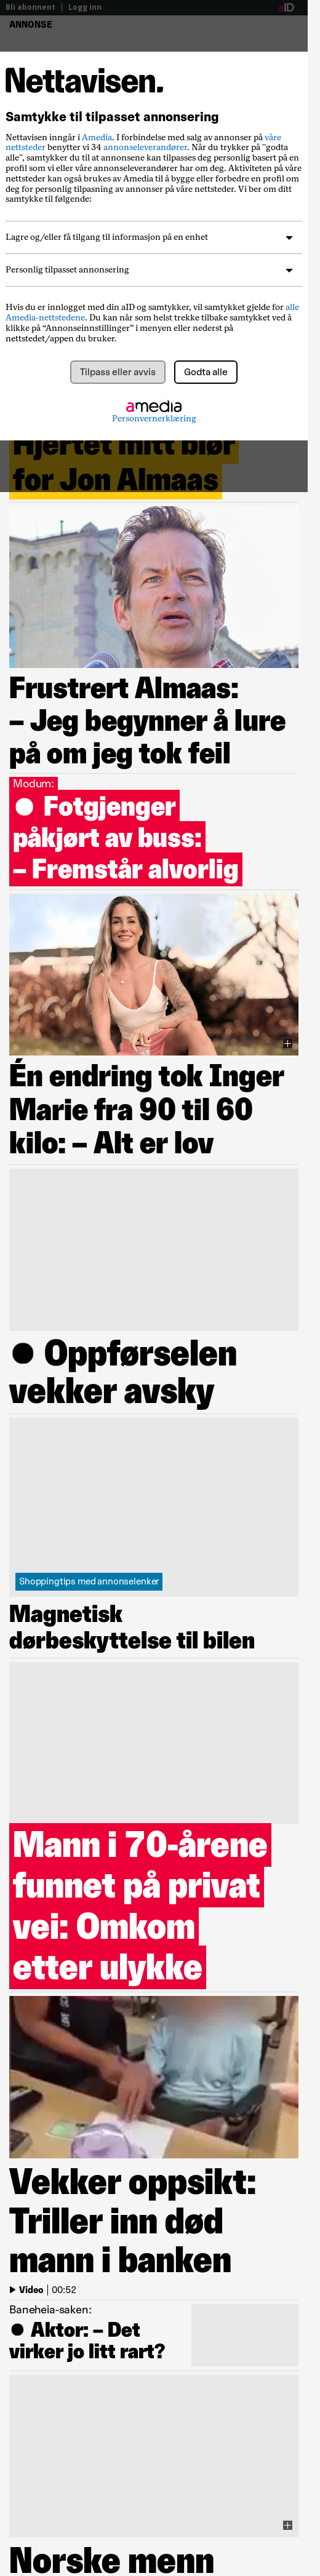 Bli abonnent | Logg inn
aID
ANNONSE
Nettavisen.
Samtykke til tilpasset annonsering
Nettavisen inngår i Amedia. I forbindelse med salg av annonser på våre
nettsteder benytter vi 34 annonseleverandører. Når du trykker på "godta
alle", samtykker du til at annonsene kan tilpasses deg personlig basert på en
profil som vi eller våre annonseleverandører har om deg. Aktiviteten på våre
nettsteder kan også brukes av Amedia til å bygge eller forbedre en profil om
deg for personlig tilpasning av annonser på våre nettsteder. Vi ber om ditt
samtykke til følgende:
Lagre og/eller få tilgang til informasjon på en enhet
Personlig tilpasset annonsering
Hvis du er innlogget med din aID og samtykker, vil samtykket gjelde for alle
Amedia-nettstedene. Du kan når som helst trekke tilbake samtykket ved å
klikke på “Annonseinnstillinger” i menyen eller nederst på
nettstedet/appen du bruker.
Tilpass eller avvis
Godta alle
amedia
Personvernerklæring
Hjertet mitt blør
for Jon Almaas
Frustrert Almaas:
– Jeg begynner å lure
på om jeg tok feil
Modum:
● Fotgjenger
påkjørt av buss:
– Fremstår alvorlig
Én endring tok Inger
Marie fra 90 til 60
kilo: – Alt er lov
● Oppførselen
vekker avsky
Shoppingtips med annonselenker
Magnetisk
dørbeskyttelse til bilen
Mann i 70-årene
funnet på privat
vei: Omkom
etter ulykke
Vekker oppsikt:
Triller inn død
mann i banken
Video | 00:52
Baneheia-saken:
● Aktor: – Det
virker jo litt rart?
Norske menn